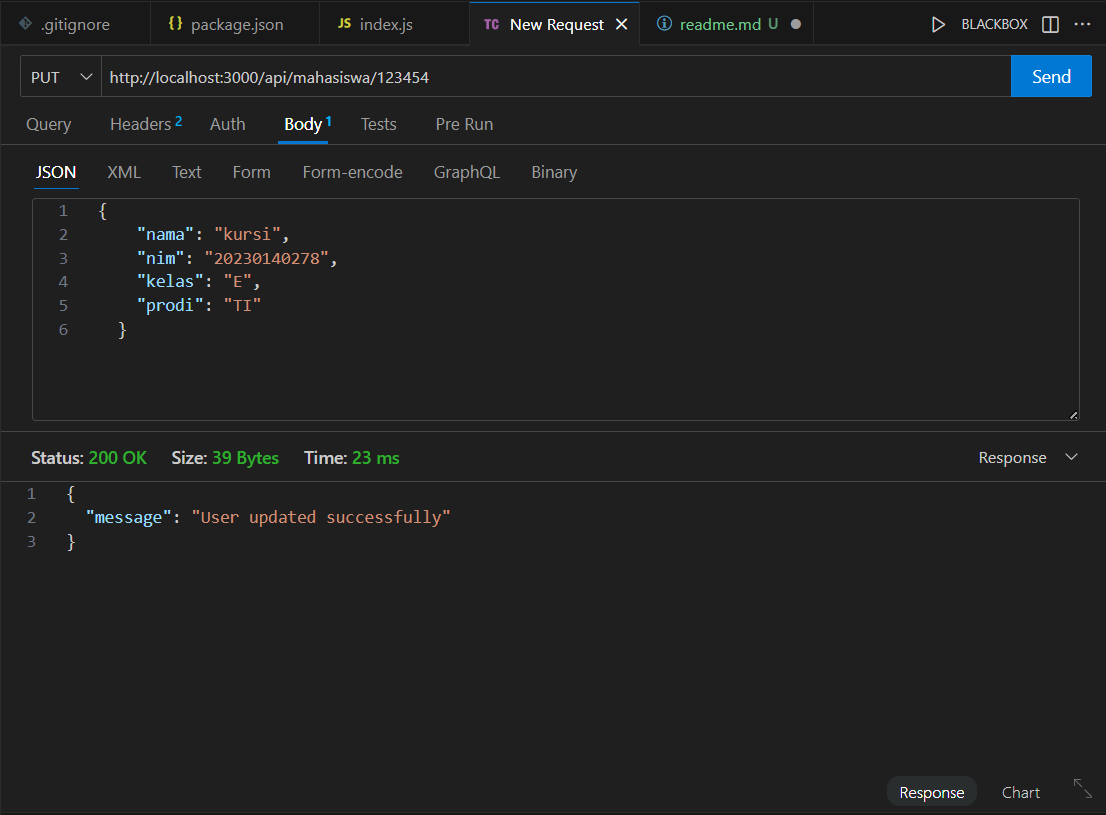 .gitignore {} package.json JS index.js TC New Request readme.md U BLACKBOX
PUT http://localhost:3000/api/mahasiswa/123454 Send
Query Headers 2 Auth Body 1 Tests Pre Run
JSON XML Text Form Form-encode GraphQL Binary
1 {
2 "nama": "kursi",
3 "nim": "20230140278",
4 "kelas": "E",
5 "prodi": "TI"
6 }
Status: 200 OK Size: 39 Bytes Time: 23 ms Response
1 {
2 "message": "User updated successfully"
3 }
Response Chart